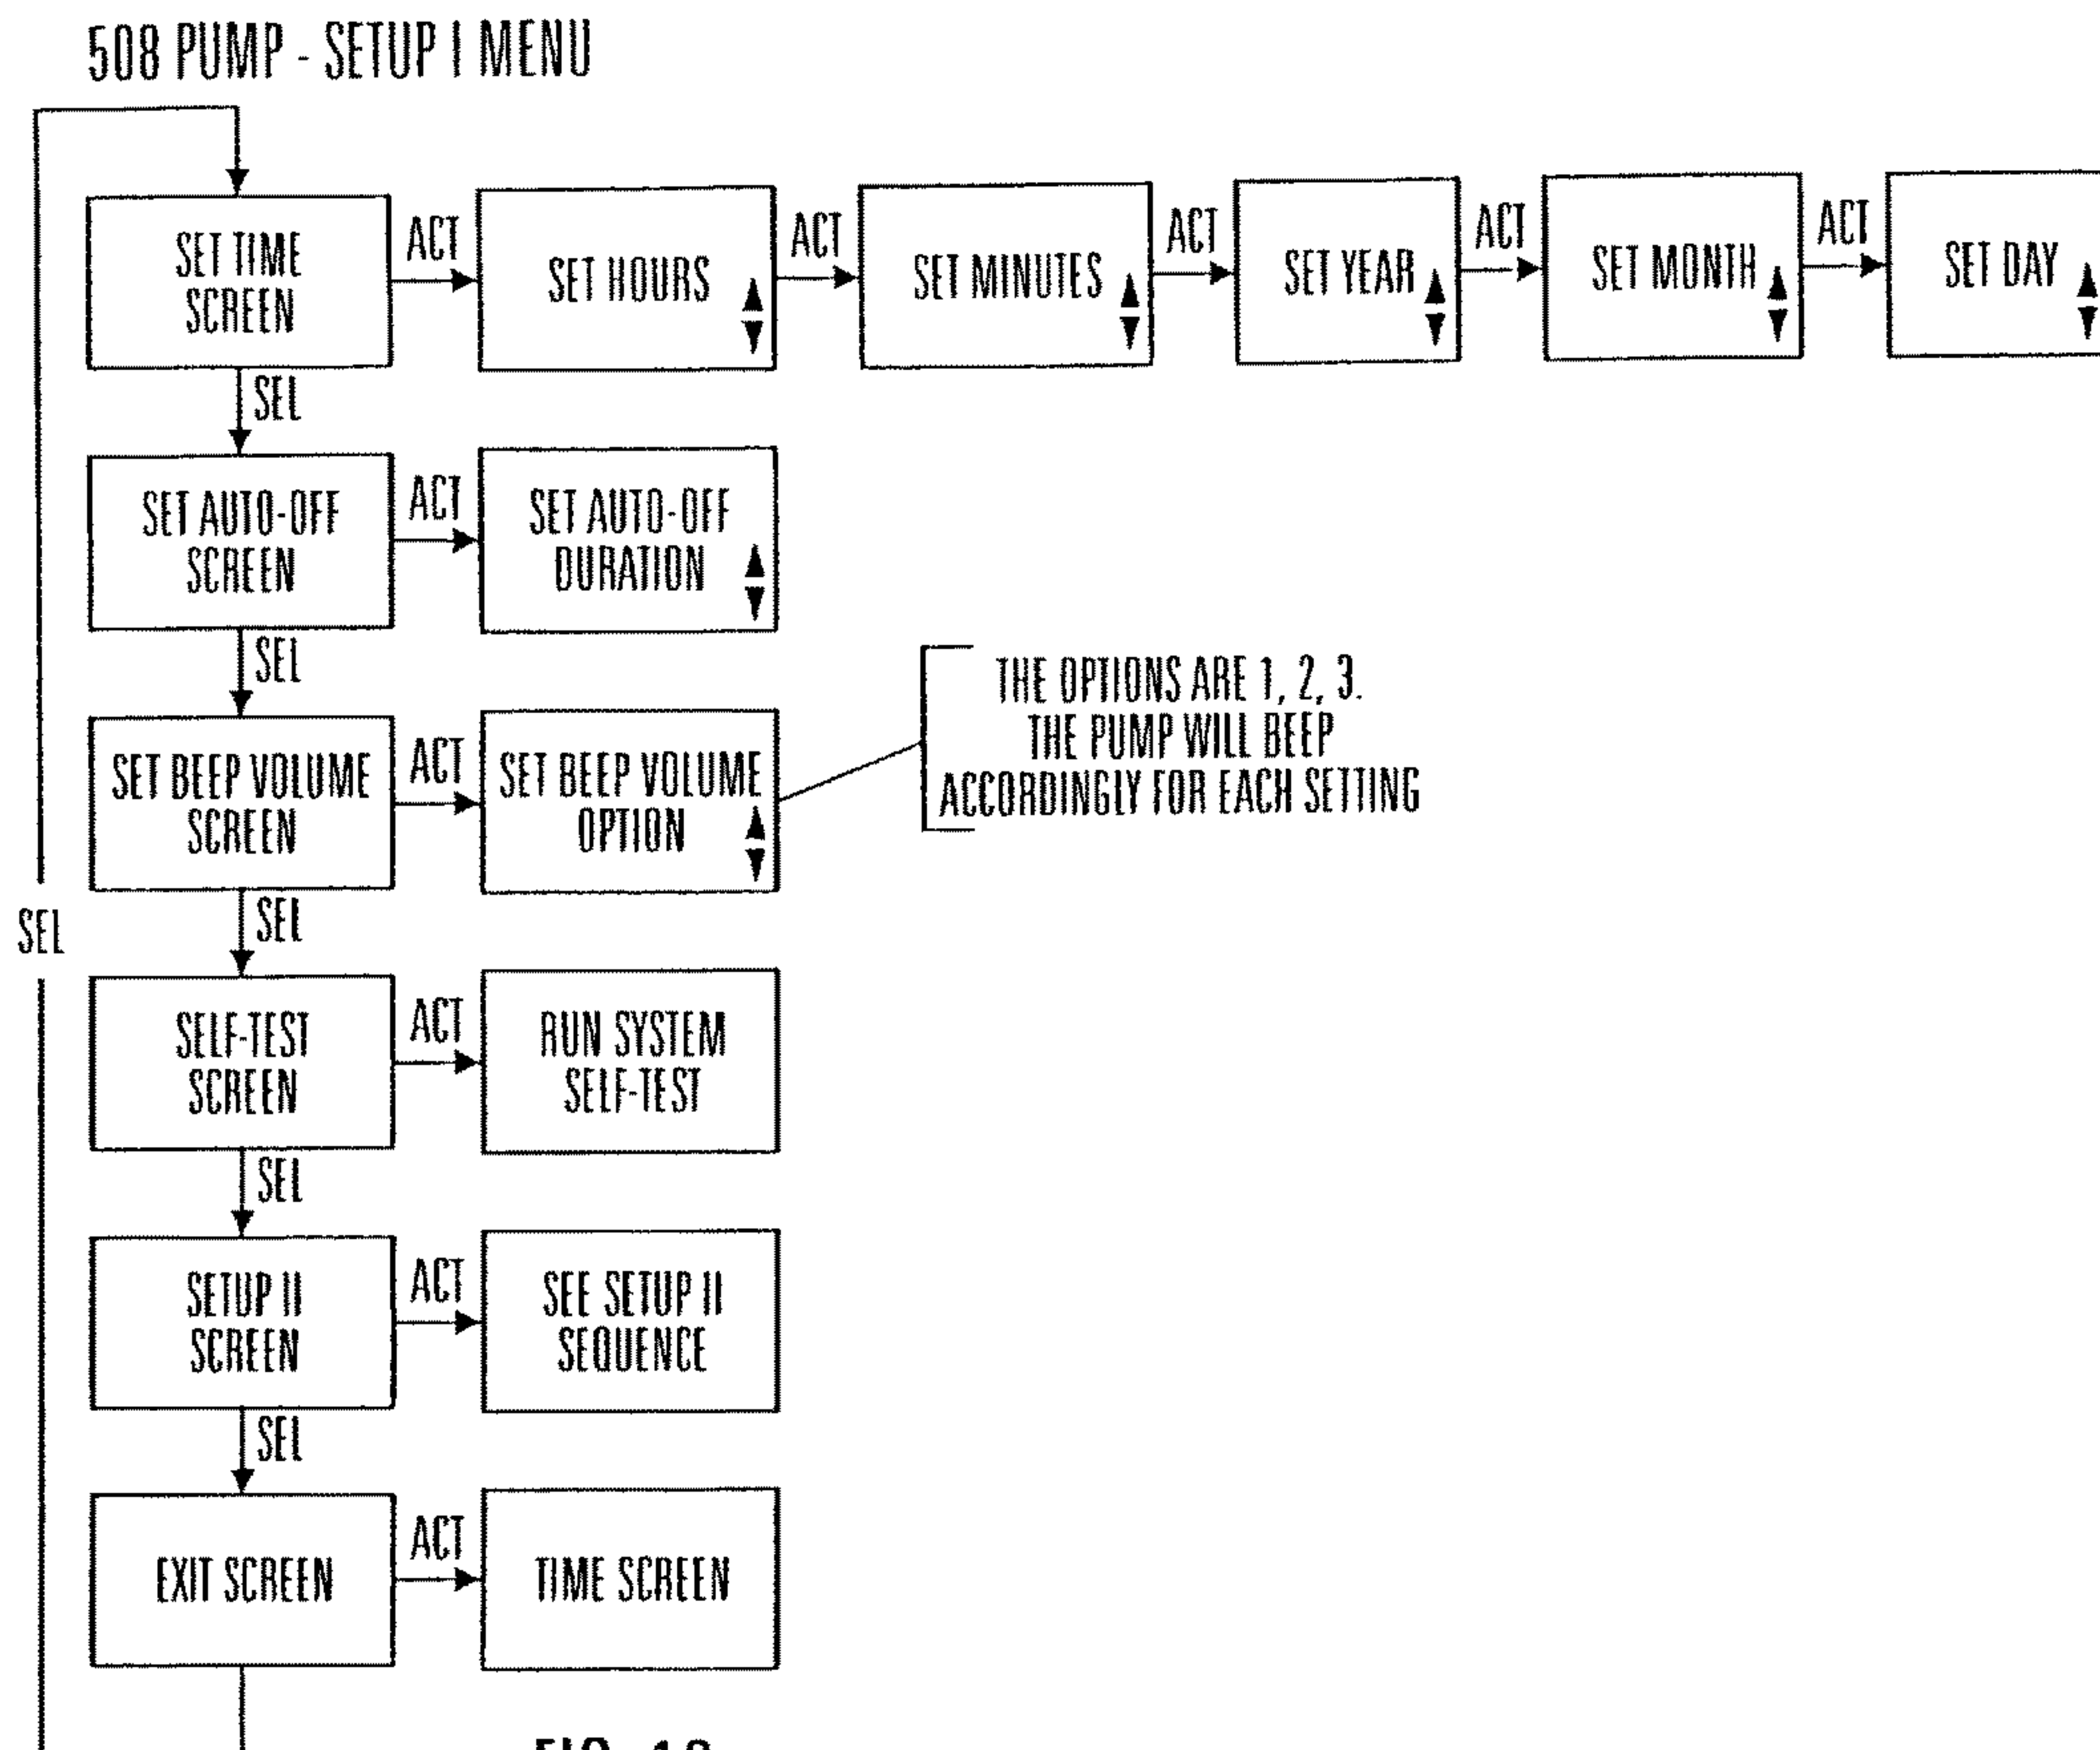 508 PUMP - SETUP I MENU
SET TIME
SCREEN
ACT
SET HOURS
ACT
SET MINUTES
ACT
SET YEAR
ACT
SET MONTH
ACT
SET DAY
SEL
SET AUTO-OFF
SCREEN
ACT
SET AUTO-OFF
DURATION
SEL
SET BEEP VOLUME
SCREEN
ACT
SET BEEP VOLUME
OPTION
THE OPTIONS ARE 1, 2, 3.
THE PUMP WILL BEEP
ACCORDINGLY FOR EACH SETTING
SEL
SEL
SELF-TEST
SCREEN
ACT
RUN SYSTEM
SELF-TEST
SEL
SETUP II
SCREEN
ACT
SEE SETUP II
SEQUENCE
SEL
EXIT SCREEN
ACT
TIME SCREEN